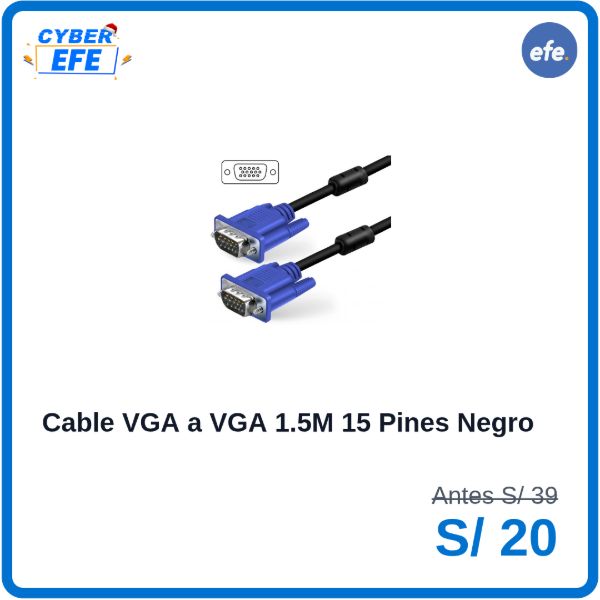 CYBER
EFE
efe.
Cable VGA a VGA 1.5M 15 Pines Negro
Antes S/ 39
S/ 20